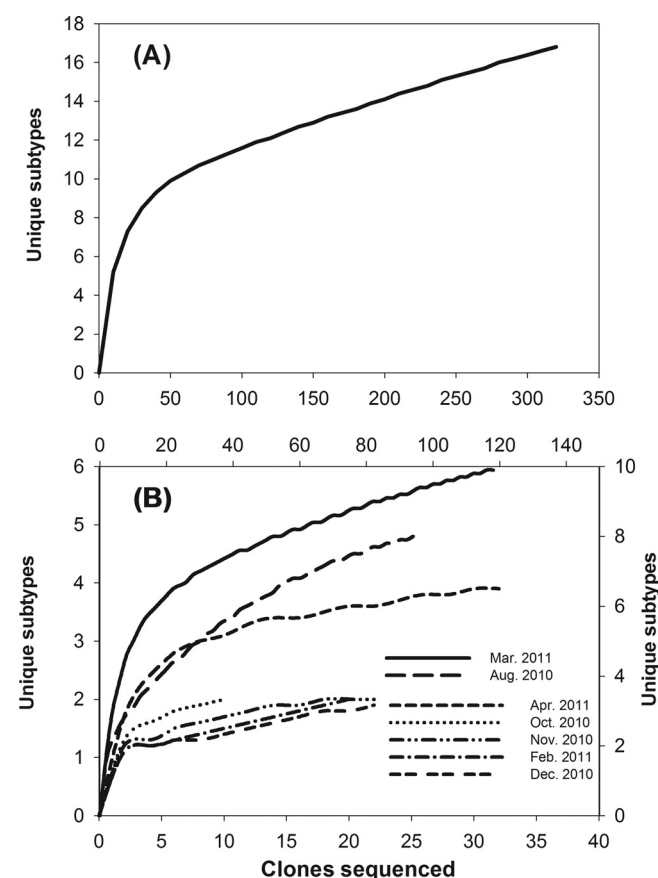 18
(A)
16
14
12
10
8
6
4
2
0
Unique subtypes
0 50 100 150 200 250 300 350
0 20 40 60 80 100 120 140
6 10
(B)
5
8
4
6
3
4
2
2
1
0 0
Unique subtypes
Unique subtypes
Mar. 2011
Aug. 2010
Apr. 2011
Oct. 2010
Nov. 2010
Feb. 2011
Dec. 2010
0 5 10 15 20 25 30 35 40
Clones sequenced